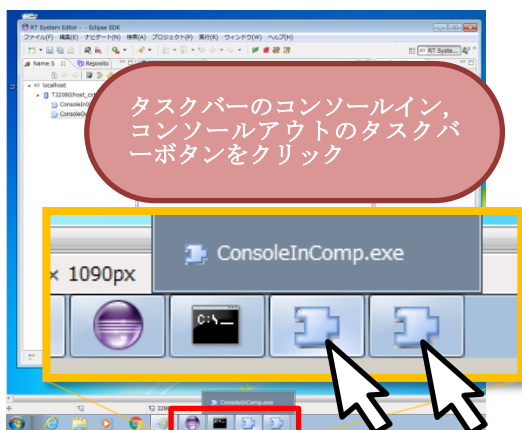 RT System Editor - - Eclipse SDK
ファイル(F) 編集(E) ナビゲート(N) 検索(A) プロジェクト(P) 実行(R) ウィンドウ(W) ヘルプ(H)
RT Syste...
Name S
Reposito
localhost
タスクバーのコンソールイン,
コンソールアウトのタスクバ
ーボタンをクリック
ConsoleInComp.exe
× 1090px
C:\_
ConsoleInComp.exe